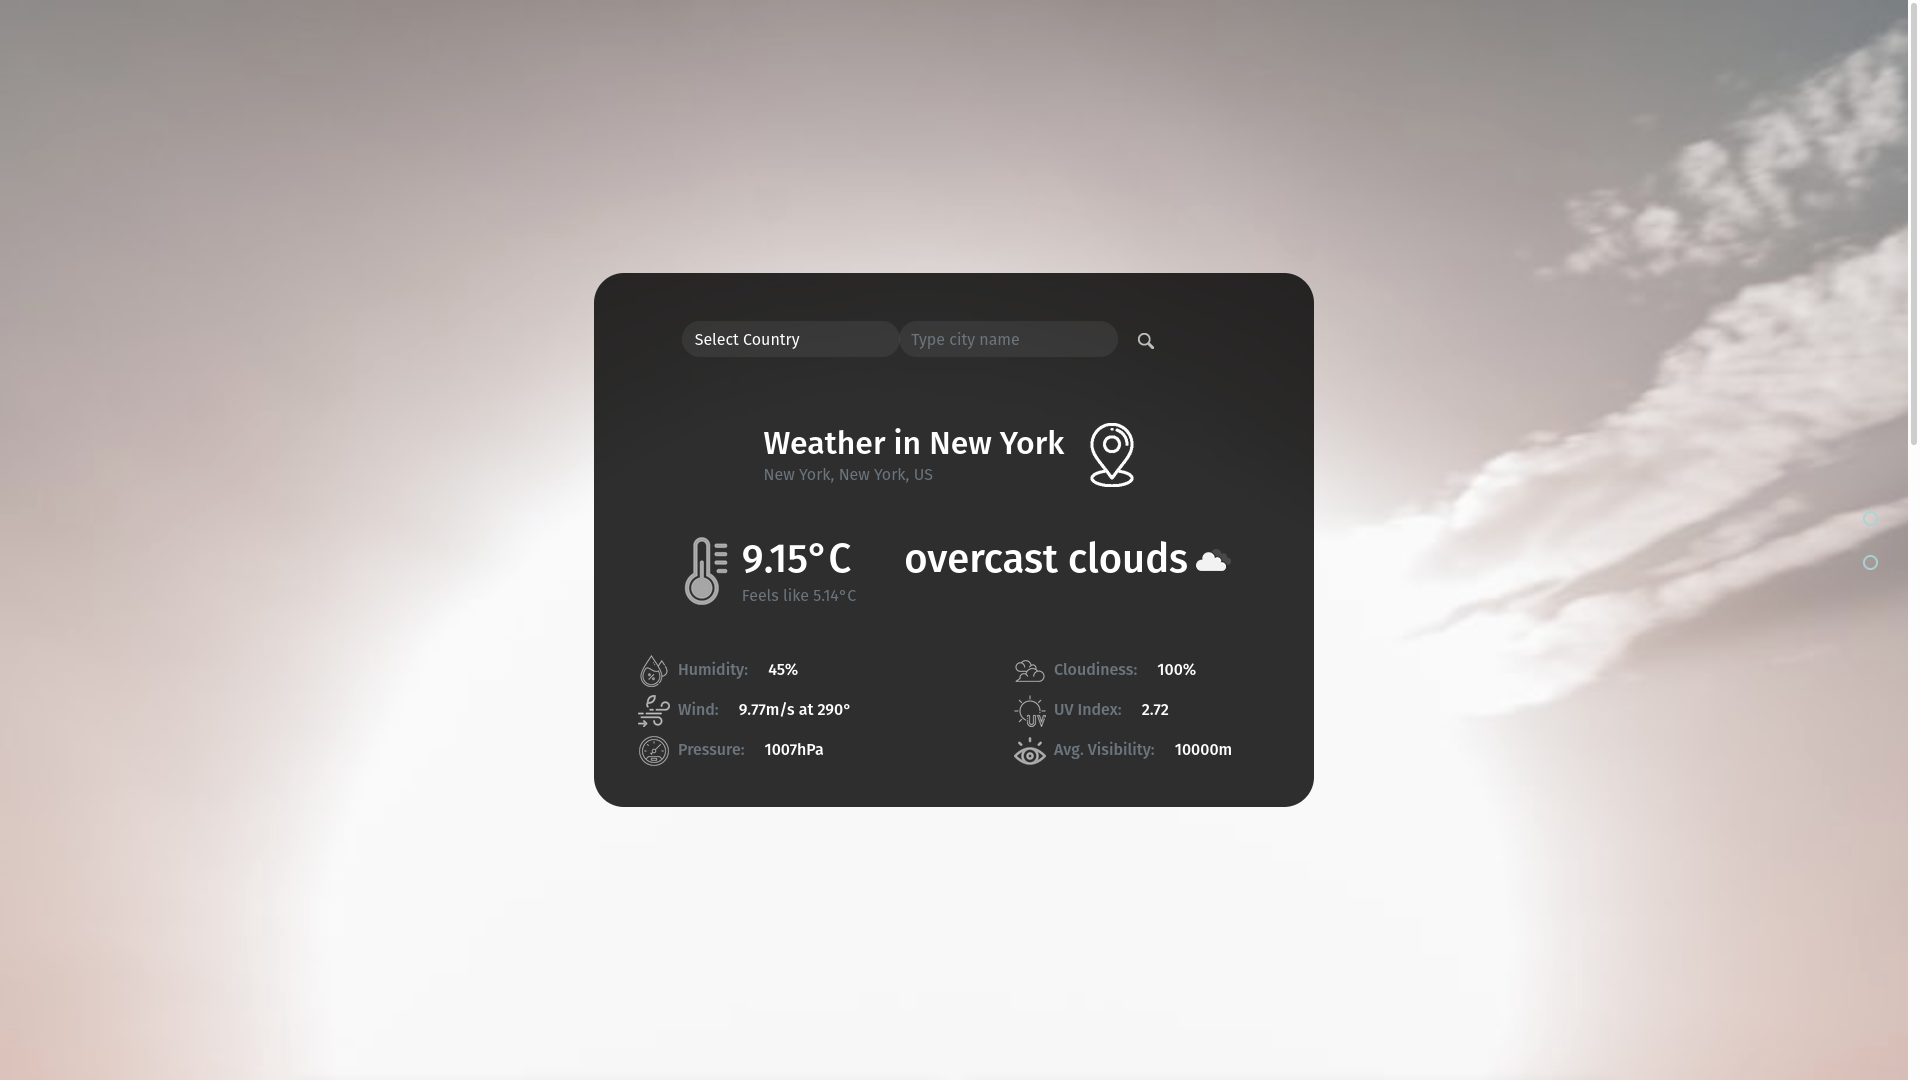 Select Country Type city name
Weather in New York
New York, New York, US
9.15°C overcast clouds
Feels like 5.14°C
Humidity: 45% Cloudiness: 100%
Wind: 9.77m/s at 290° UV Index: 2.72
Pressure: 1007hPa Avg. Visibility: 10000m